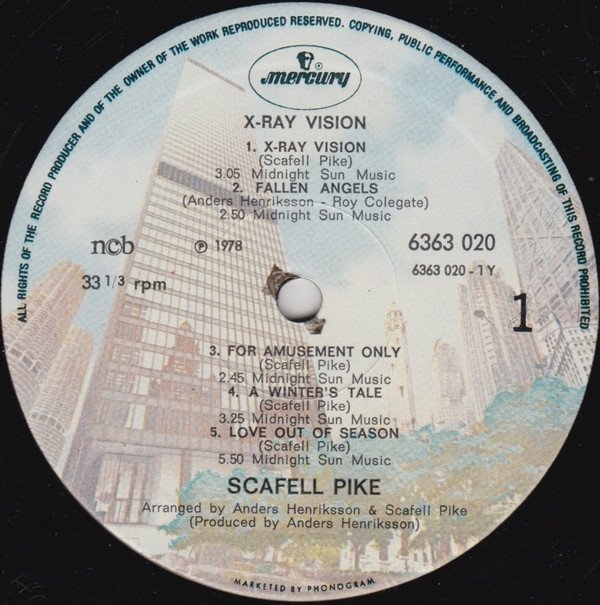 ALL RIGHTS OF THE RECORD PRODUCER AND OF THE OWNER OF THE WORK REPRODUCED RESERVED. COPYING, PUBLIC PERFORMANCE AND BROADCASTING OF THIS RECORD PROHIBITED
mercury
X-RAY VISION
1. X-RAY VISION
(Scafell Pike)
3.05 Midnight Sun Music
2. FALLEN ANGELS
(Anders Henriksson - Roy Colegate)
2.50 Midnight Sun Music
ncb ℗ 1978 6363 020
33 1/3 rpm 6363 020 - 1 Y
1
3. FOR AMUSEMENT ONLY
(Scafell Pike)
2.45 Midnight Sun Music
4. A WINTER'S TALE
(Scafell Pike)
3.25 Midnight Sun Music
5. LOVE OUT OF SEASON
(Scafell Pike)
5.50 Midnight Sun Music
SCAFELL PIKE
Arranged by Anders Henriksson & Scafell Pike
(Produced by Anders Henriksson)
MARKETED BY PHONOGRAM